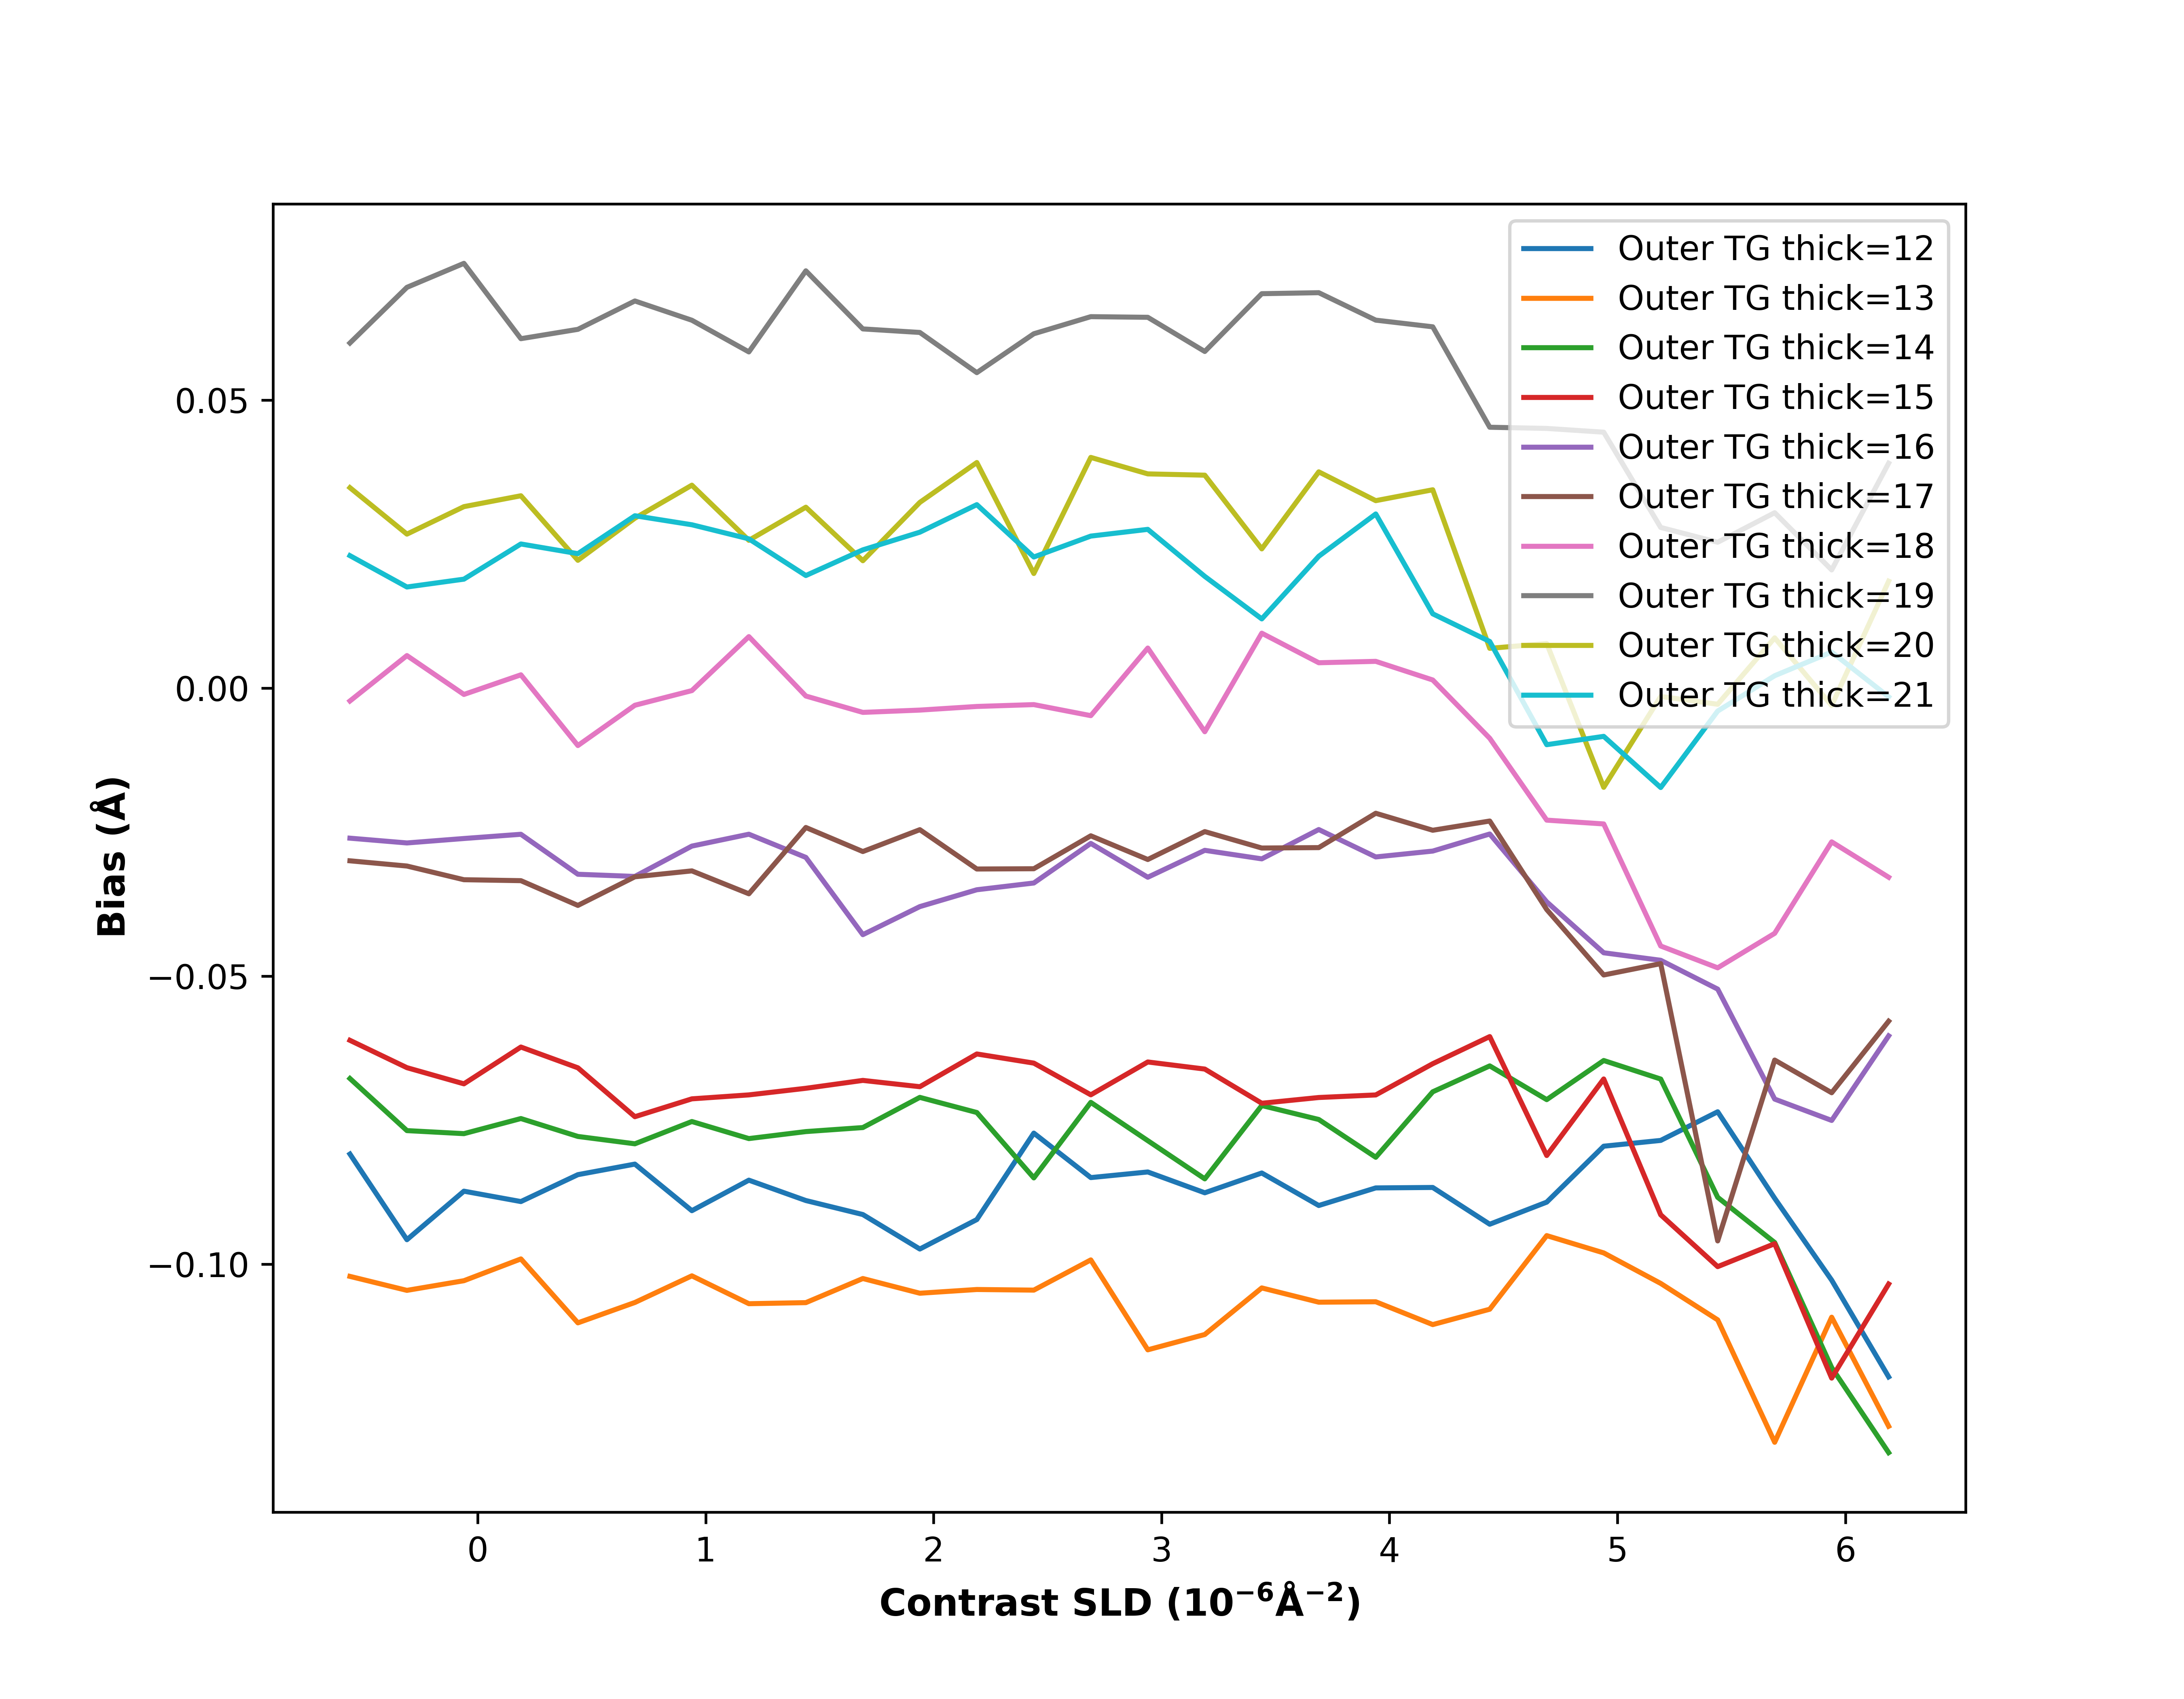 Outer TG thick=12
Outer TG thick=13
Outer TG thick=14
Outer TG thick=15
Outer TG thick=16
Outer TG thick=17
Outer TG thick=18
Outer TG thick=19
Outer TG thick=20
Outer TG thick=21
0.05
0.00
−0.05
−0.10
Bias (Å)
0 1 2 3 4 5 6
Contrast SLD (10⁻⁶Å⁻²)